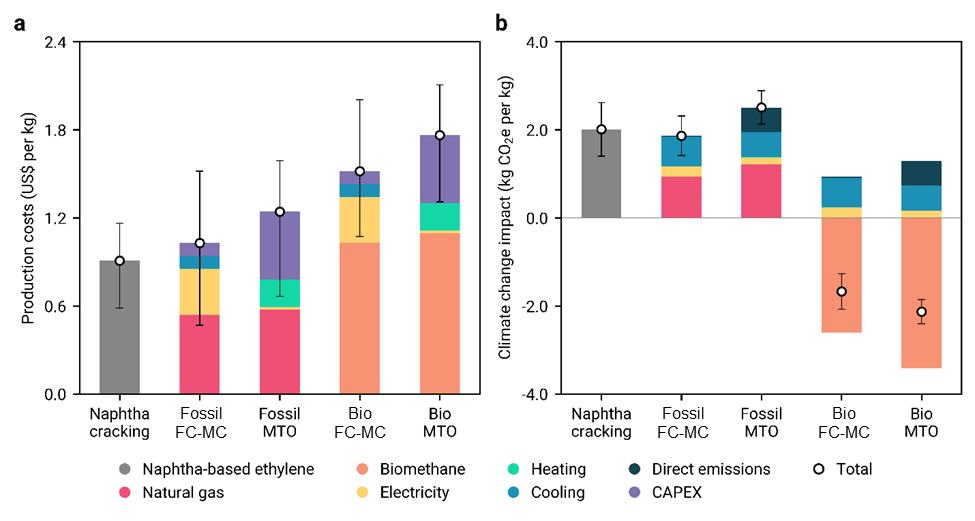 a
Production costs (US$ per kg)
2.4
1.8
1.2
0.6
0.0
Naphtha
cracking
Fossil
FC-MC
Fossil
MTO
Bio
FC-MC
Bio
MTO
b
Climate change impact (kg CO₂e per kg)
4.0
2.0
0.0
-2.0
-4.0
Naphtha
cracking
Fossil
FC-MC
Fossil
MTO
Bio
FC-MC
Bio
MTO
Naphtha-based ethylene
Biomethane
Heating
Direct emissions
Total
Natural gas
Electricity
Cooling
CAPEX